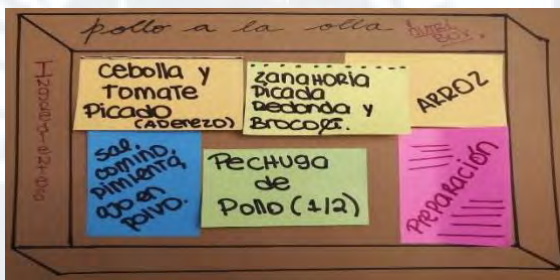 pollo a la olla
Ingredientes
cebolla y
Tomate
Picado
(ADEREZO)
ZANAHORIA
Picada
Redonda y
Brocoli.
ARROZ
sal,
comino,
Pimienta,
ajo en
polvo.
PECHUGA
de
Pollo (1/2)
Preparación